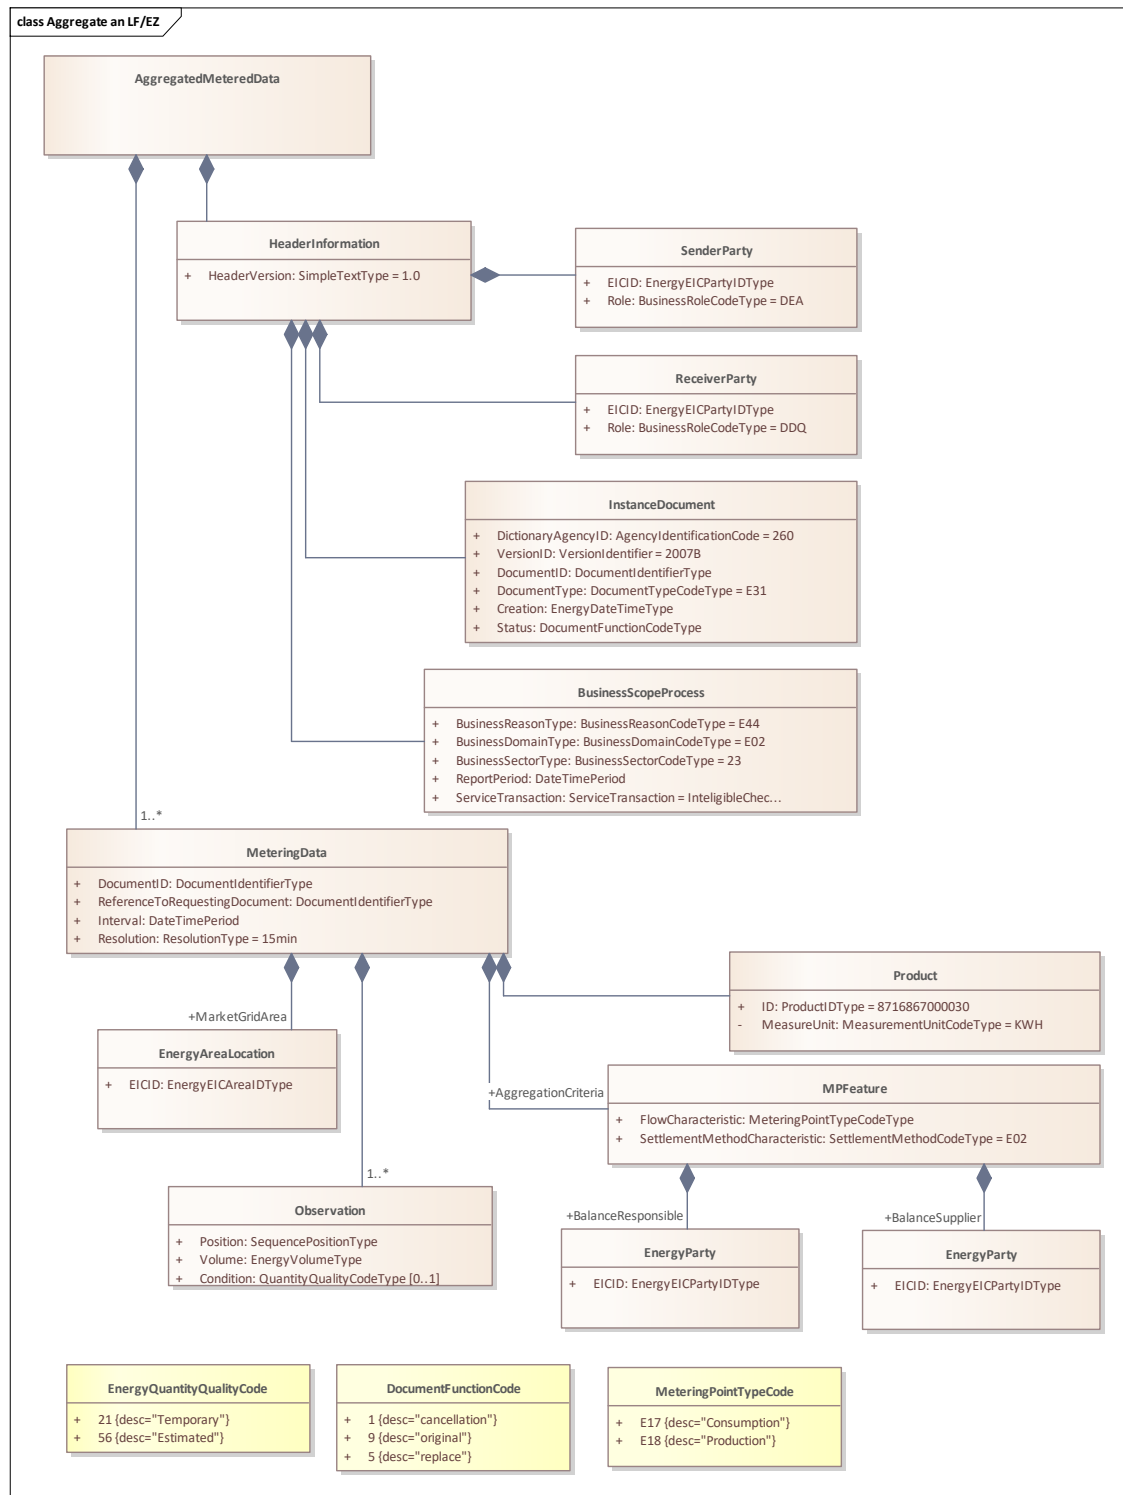 class Aggregate an LF/EZ
AggregatedMeteredData
HeaderInformation
+ HeaderVersion: SimpleTextType = 1.0
SenderParty
+ EICID: EnergyEICPartyIDType
+ Role: BusinessRoleCodeType = DEA
ReceiverParty
+ EICID: EnergyEICPartyIDType
+ Role: BusinessRoleCodeType = DDQ
InstanceDocument
+ DictionaryAgencyID: AgencyIdentificationCode = 260
+ VersionID: VersionIdentifier = 2007B
+ DocumentID: DocumentIdentifierType
+ DocumentType: DocumentTypeCodeType = E31
+ Creation: EnergyDateTimeType
+ Status: DocumentFunctionCodeType
BusinessScopeProcess
+ BusinessReasonType: BusinessReasonCodeType = E44
+ BusinessDomainType: BusinessDomainCodeType = E02
+ BusinessSectorType: BusinessSectorCodeType = 23
+ ReportPeriod: DateTimePeriod
+ ServiceTransaction: ServiceTransaction = InteligibleChec...
1..*
MeteringData
+ DocumentID: DocumentIdentifierType
+ ReferenceToRequestingDocument: DocumentIdentifierType
+ Interval: DateTimePeriod
+ Resolution: ResolutionType = 15min
Product
+ ID: ProductIDType = 8716867000030
- MeasureUnit: MeasurementUnitCodeType = KWH
+MarketGridArea
EnergyAreaLocation
+ EICID: EnergyEICAreaIDType
+AggregationCriteria
MPFeature
+ FlowCharacteristic: MeteringPointTypeCodeType
+ SettlementMethodCharacteristic: SettlementMethodCodeType = E02
1..*
Observation
+ Position: SequencePositionType
+ Volume: EnergyVolumeType
+ Condition: QuantityQualityCodeType [0..1]
+BalanceResponsible
EnergyParty
+ EICID: EnergyEICPartyIDType
+BalanceSupplier
EnergyParty
+ EICID: EnergyEICPartyIDType
EnergyQuantityQualityCode
+ 21 {desc="Temporary"}
+ 56 {desc="Estimated"}
DocumentFunctionCode
+ 1 {desc="cancellation"}
+ 9 {desc="original"}
+ 5 {desc="replace"}
MeteringPointTypeCode
+ E17 {desc="Consumption"}
+ E18 {desc="Production"}